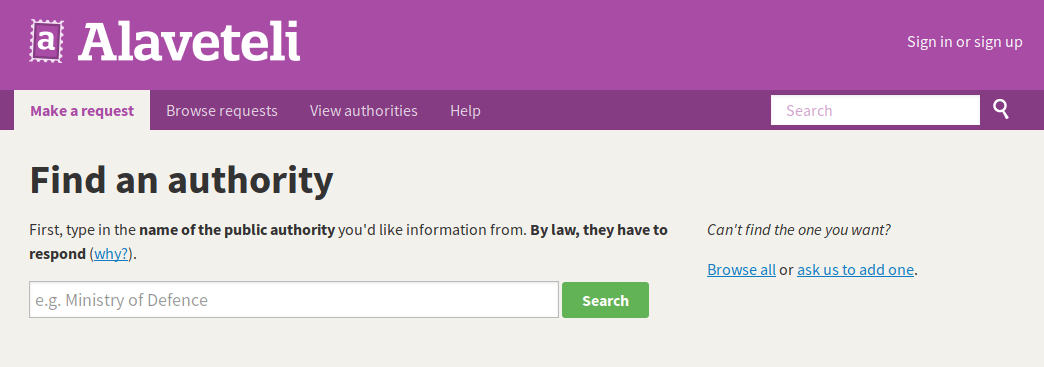 a Alaveteli
Sign in or sign up
Make a request Browse requests View authorities Help Search
Find an authority
First, type in the name of the public authority you'd like information from. By law, they have to
respond (why?).
e.g. Ministry of Defence Search
Can't find the one you want?
Browse all or ask us to add one.